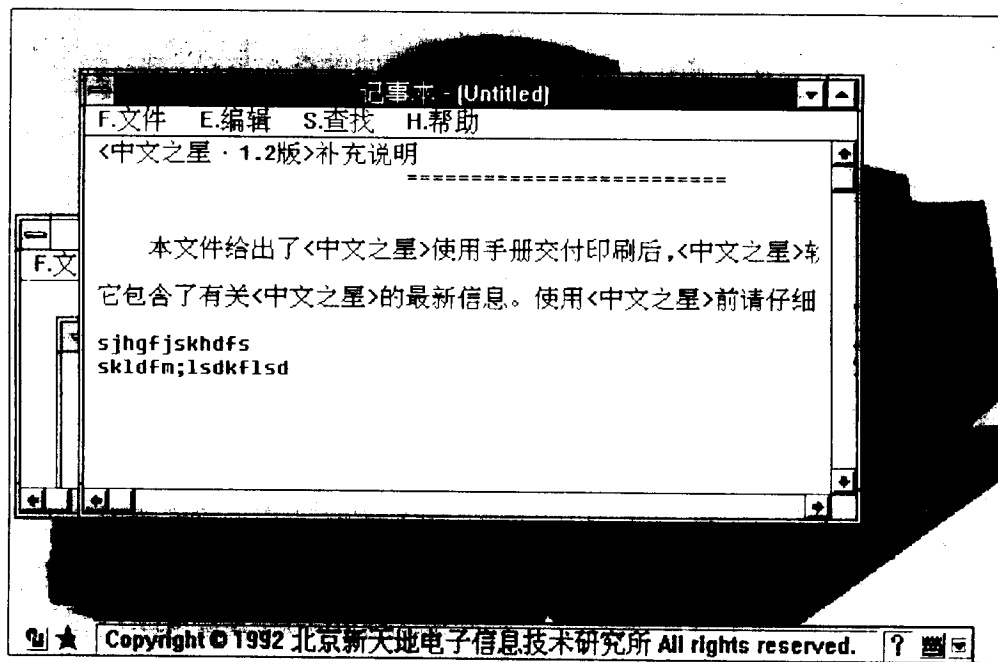 记事本 - (Untitled)
F.文件 E.编辑 S.查找 H.帮助
<中文之星 · 1.2版>补充说明
=========================
本文件给出了<中文之星>使用手册交付印刷后,<中文之星>
F.文
它包含了有关<中文之星>的最新信息。使用<中文之星>前请仔细
sjhgfjskhdfs
skldfm;lsdkflsd
Copyright © 1992 北京新天地电子信息技术研究所 All rights reserved. ?